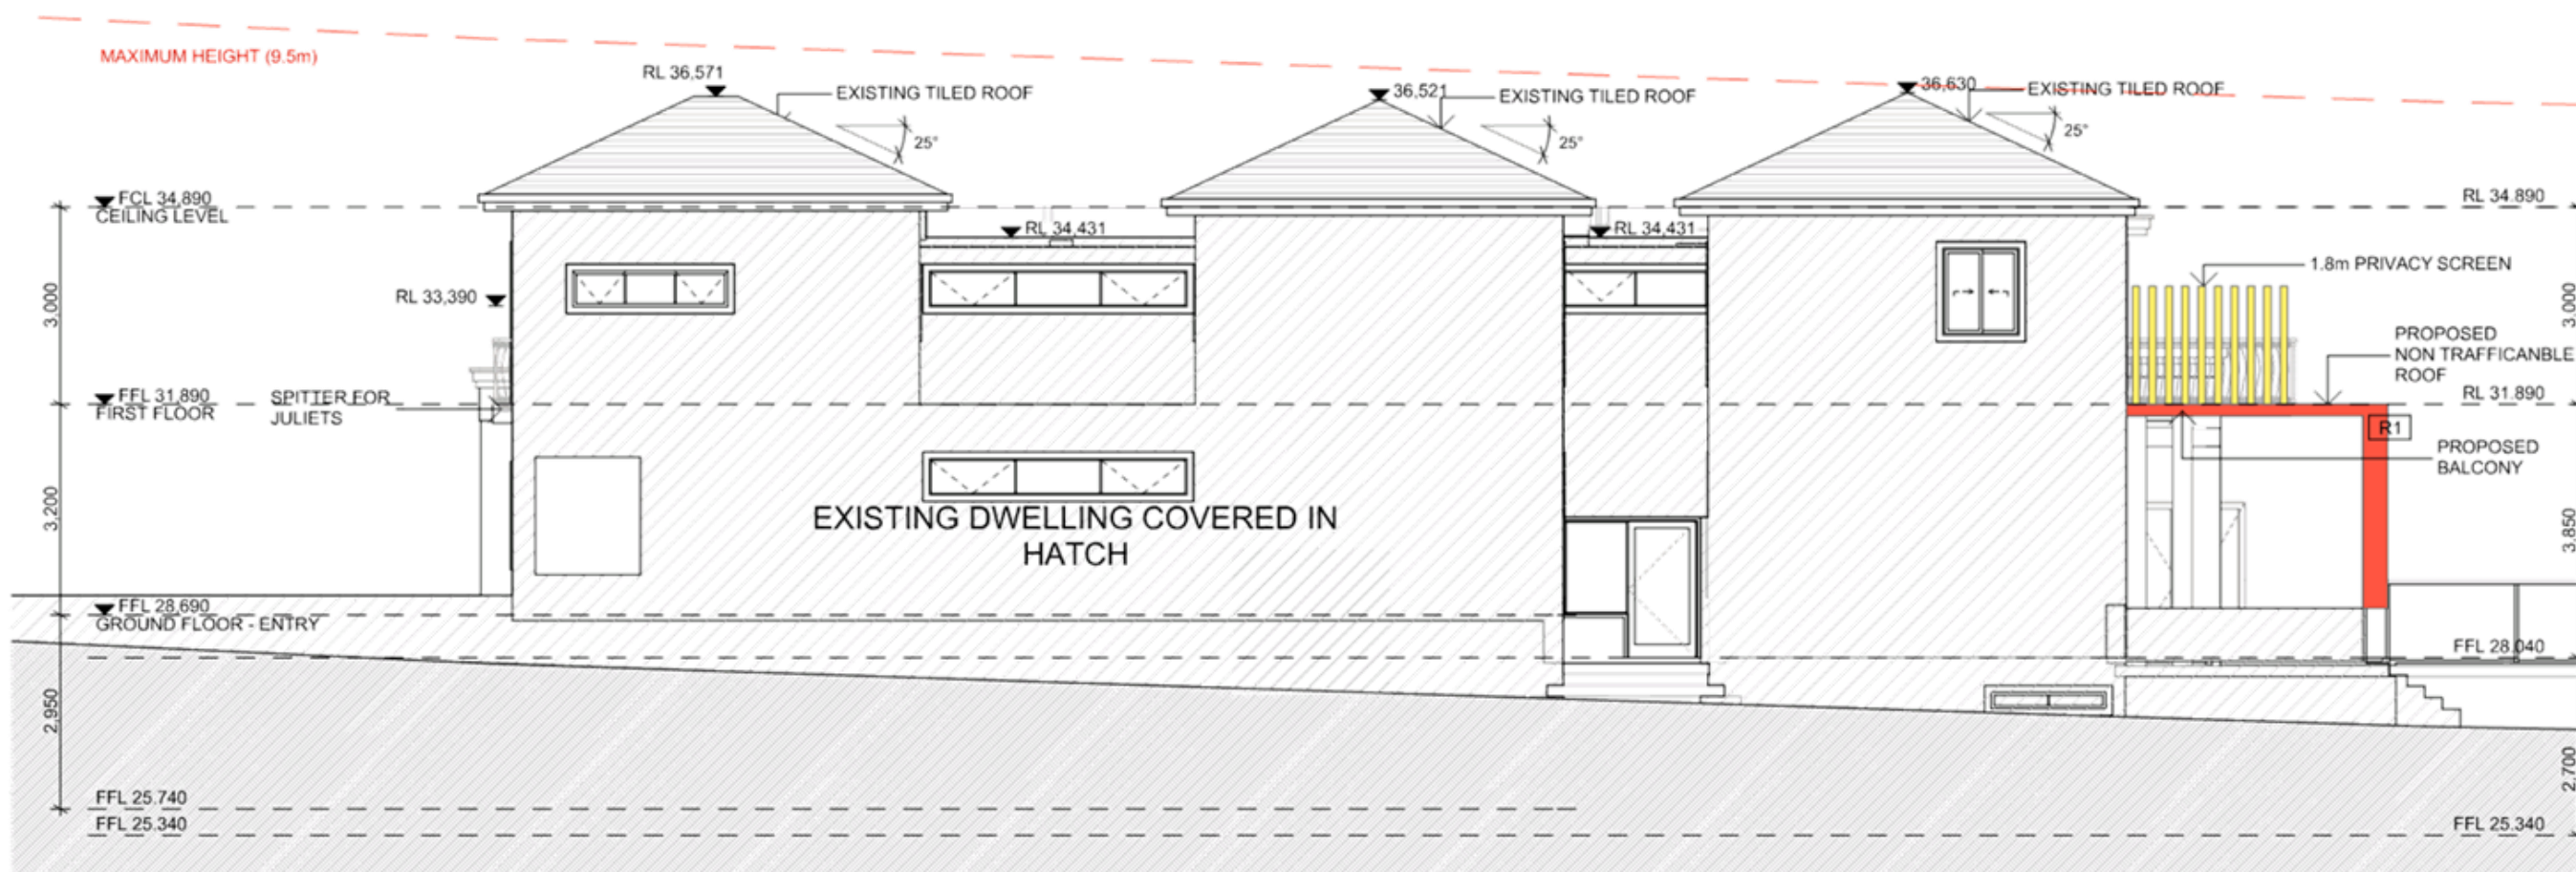 MAXIMUM HEIGHT (9.5m)
RL 36,571
EXISTING TILED ROOF
25°
36,521
EXISTING TILED ROOF
25°
36,630
EXISTING TILED ROOF
25°
FCL 34,890
CEILING LEVEL
RL 34,431
RL 34,431
RL 34.890
1.8m PRIVACY SCREEN
RL 33,390
3,000
3.000
PROPOSED
NON TRAFFICANBLE
ROOF
FFL 31,890
FIRST FLOOR
SPITTER FOR
JULIETS
RL 31.890
R1
PROPOSED
BALCONY
3,200
EXISTING DWELLING COVERED IN
HATCH
3.850
FFL 28,690
GROUND FLOOR - ENTRY
FFL 28.040
2,950
2.700
FFL 25.740
FFL 25.340
FFL 25.340